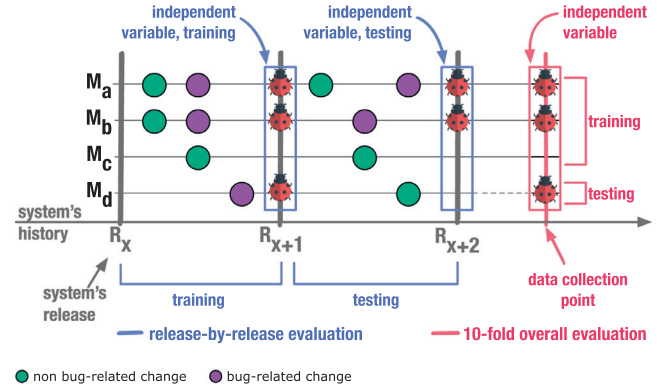 independent
variable, training
independent
variable, testing
independent
variable
Ma
Mb
Mc
Md
training
testing
system's
history
Rx
Rx+1
Rx+2
system's
release
training
testing
data collection
point
release-by-release evaluation
10-fold overall evaluation
non bug-related change
bug-related change